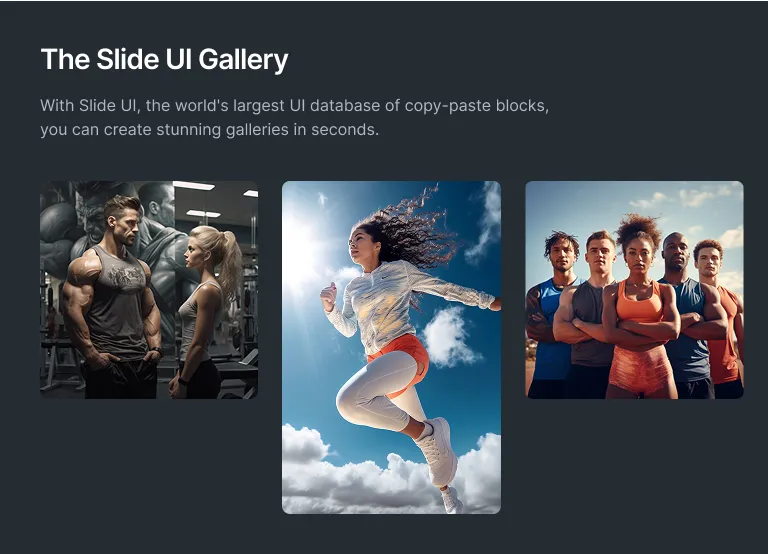 The Slide UI Gallery
With Slide UI, the world's largest UI database of copy-paste blocks,
you can create stunning galleries in seconds.